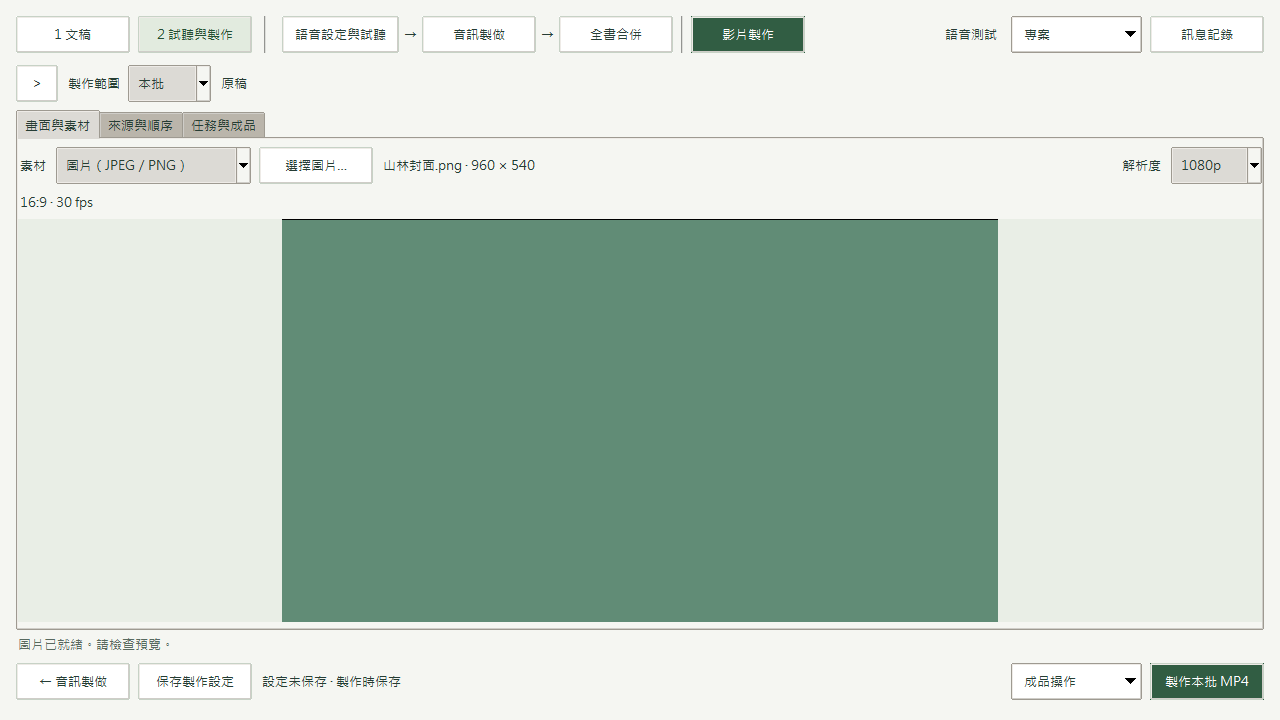 1 文稿
2 試聽與製作
語音設定與試聽
→
音訊製做
→
全書合併
影片製作
語音測試
專案
訊息記錄
>
製作範圍
本批
原稿
畫面與素材
來源與順序
任務與成品
素材
圖片 ( JPEG / PNG )
選擇圖片...
山林封面.png · 960 × 540
解析度
1080p
16:9 · 30 fps
圖片已就緒。請檢查預覽。
← 音訊製做
保存製作設定
設定未保存 · 製作時保存
成品操作
製作本批 MP4